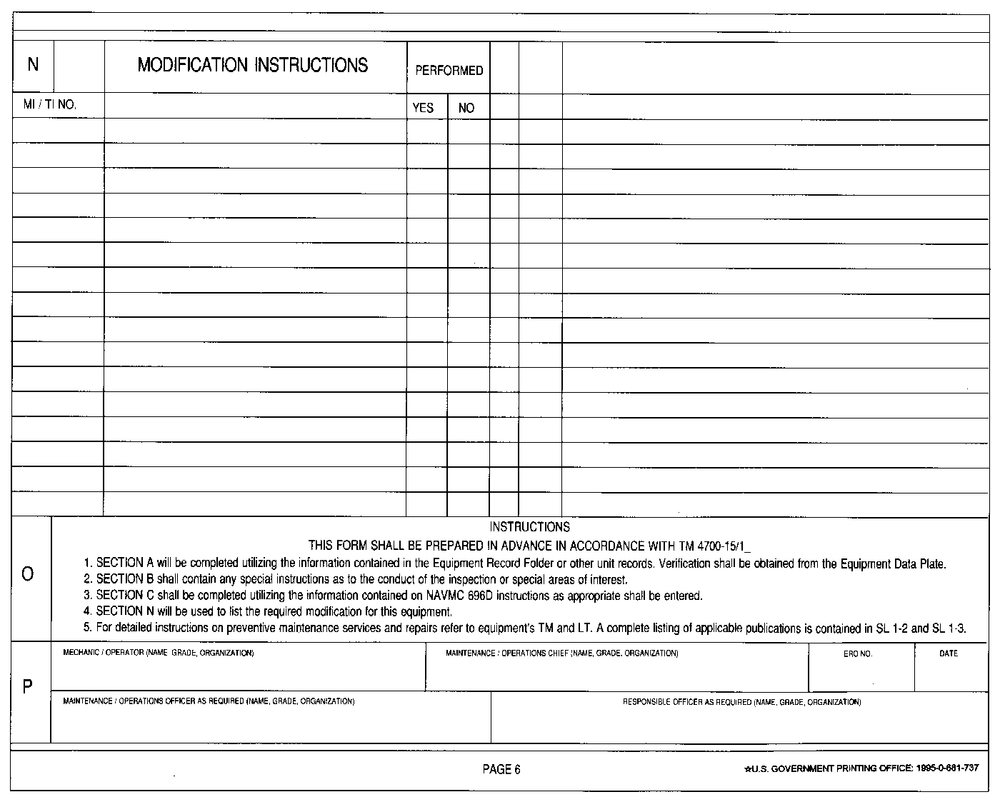 N
MODIFICATION INSTRUCTIONS
PERFORMED
MI / TI NO.
YES
NO
O
INSTRUCTIONS
THIS FORM SHALL BE PREPARED IN ADVANCE IN ACCORDANCE WITH TM 4700-15/1_
1. SECTION A will be completed utilizing the information contained in the Equipment Record Folder or other unit records. Verification shall be obtained from the Equipment Data Plate.
2. SECTION B shall contain any special instructions as to the conduct of the inspection or special areas of interest.
3. SECTION C shall be completed utilizing the information contained on NAVMC 696D instructions as appropriate shall be entered.
4. SECTION N will be used to list the required modification for this equipment.
5. For detailed instructions on preventive maintenance services and repairs refer to equipment's TM and LT. A complete listing of applicable publications is contained in SL 1-2 and SL 1-3.
P
MECHANIC / OPERATOR (NAME GRADE, ORGANIZATION)
MAINTENANCE / OPERATIONS CHIEF (NAME, GRADE, ORGANIZATION)
ERO NO.
DATE
MAINTENANCE / OPERATIONS OFFICER AS REQUIRED (NAME, GRADE, ORGANIZATION)
RESPONSIBLE OFFICER AS REQUIRED (NAME, GRADE, ORGANIZATION)
PAGE 6
☆U.S. GOVERNMENT PRINTING OFFICE: 1995-0-681-737